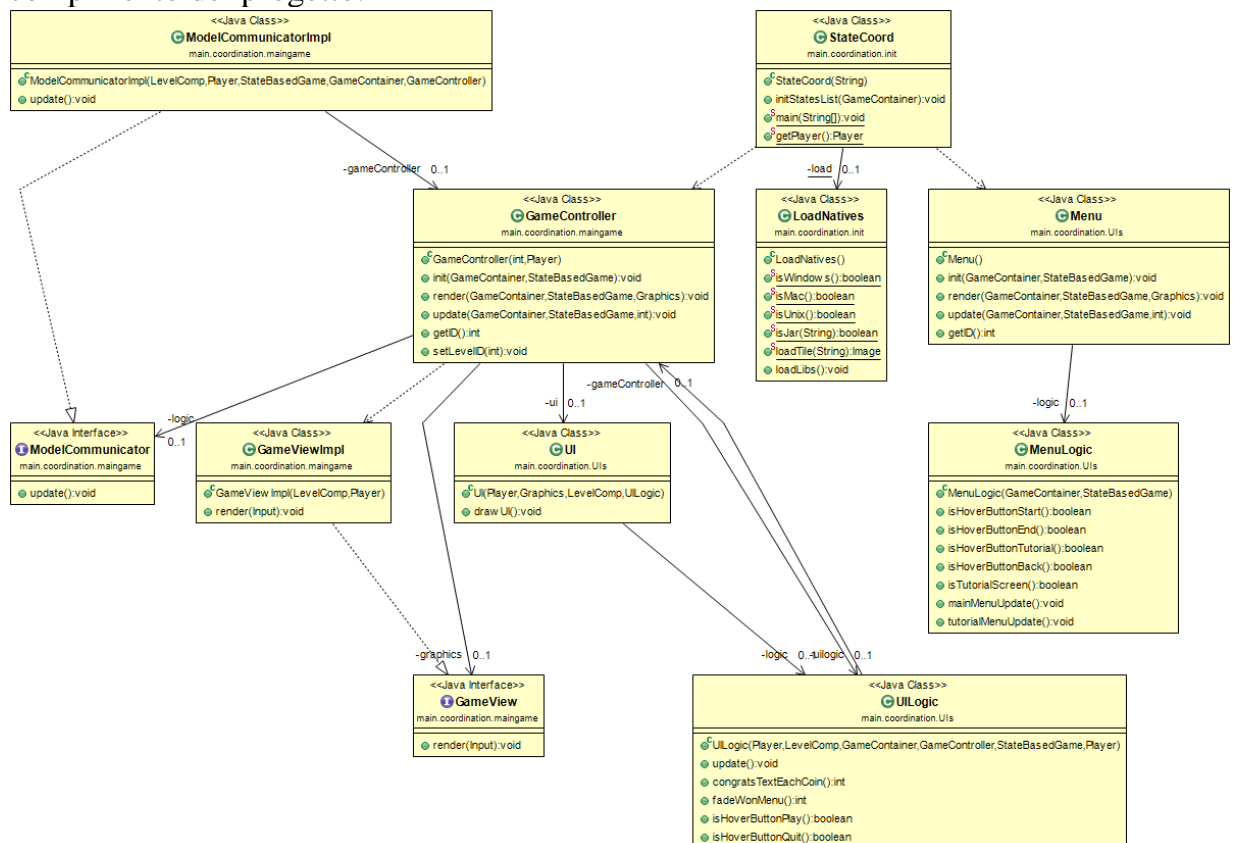 <<Java Class>>
ModelCommunicatorImpl
main.coordination.maingame
ModelCommunicatorImpl(LevelComp,Player,StateBasedGame,GameContainer,GameController)
update():void
<<Java Class>>
StateCoord
main.coordination.init
StateCoord(String)
initStatesList(GameContainer):void
main(String[]):void
getPlayer():Player
-gameController 0..1
-load 0..1
<<Java Class>>
GameController
main.coordination.maingame
GameController(int,Player)
init(GameContainer,StateBasedGame):void
render(GameContainer,StateBasedGame,Graphics):void
update(GameContainer,StateBasedGame,int):void
getID():int
setLevelID(int):void
<<Java Class>>
LoadNatives
main.coordination.init
LoadNatives()
isWindows():boolean
isMac():boolean
isUnix():boolean
isJar(String):boolean
loadTile(String):Image
loadLibs():void
<<Java Class>>
Menu
main.coordination.UIs
Menu()
init(GameContainer,StateBasedGame):void
render(GameContainer,StateBasedGame,Graphics):void
update(GameContainer,StateBasedGame,int):void
getID():int
-gameController 0..1
-logic
0..1
-ui 0..1
-logic 0..1
<<Java Interface>>
ModelCommunicator
main.coordination.maingame
update():void
<<Java Class>>
GameViewImpl
main.coordination.maingame
GameViewImpl(LevelComp,Player)
render(Input):void
<<Java Class>>
UI
main.coordination.UIs
UI(Player,Graphics,LevelComp,UILogic)
drawUI():void
<<Java Class>>
MenuLogic
main.coordination.UIs
MenuLogic(GameContainer,StateBasedGame)
isHoverButtonStart():boolean
isHoverButtonEnd():boolean
isHoverButtonTutorial():boolean
isHoverButtonBack():boolean
isTutorialScreen():boolean
mainMenuUpdate():void
tutorialMenuUpdate():void
-graphics 0..1
-logic 0..1
-uilogic 0..1
<<Java Interface>>
GameView
main.coordination.maingame
render(Input):void
<<Java Class>>
UILogic
main.coordination.UIs
UILogic(Player,LevelComp,GameContainer,GameController,StateBasedGame,Player)
update():void
congratsTextEachCoin():int
fadeWonMenu():int
isHoverButtonPlay():boolean
isHoverButtonQuit():boolean